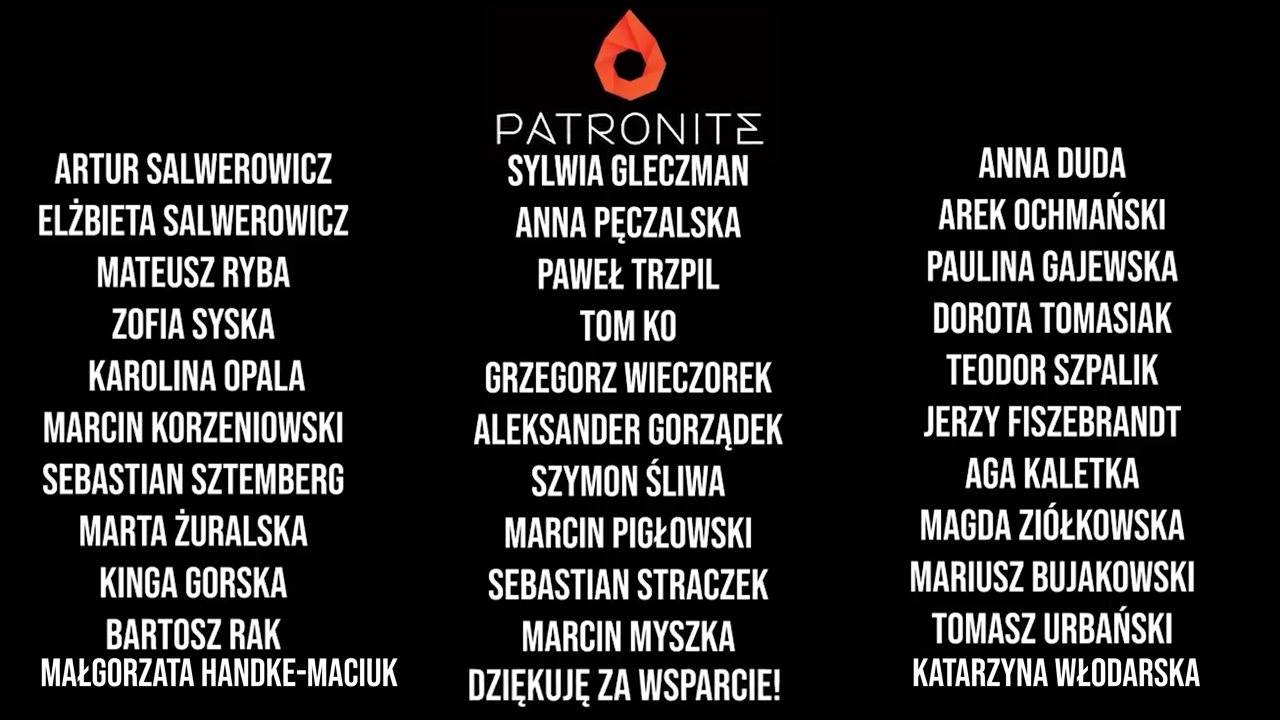 PATRONITE
ARTUR SALWEROWICZ
ELŻBIETA SALWEROWICZ
MATEUSZ RYBA
ZOFIA SYSKA
KAROLINA OPALA
MARCIN KORZENIOWSKI
SEBASTIAN SZTEMBERG
MARTA ŻURALSKA
KINGA GORSKA
BARTOSZ RAK
MAŁGORZATA HANDKE-MACIUK
SYLWIA GLECZMAN
ANNA PĘCZALSKA
PAWEŁ TRZPIL
TOM KO
GRZEGORZ WIECZOREK
ALEKSANDER GORZĄDEK
SZYMON ŚLIWA
MARCIN PIGŁOWSKI
SEBASTIAN STRACZEK
MARCIN MYSZKA
DZIĘKUJĘ ZA WSPARCIE!
ANNA DUDA
AREK OCHMAŃSKI
PAULINA GAJEWSKA
DOROTA TOMASIAK
TEODOR SZPALIK
JERZY FISZEBRANDT
AGA KALETKA
MAGDA ZIÓŁKOWSKA
MARIUSZ BUJAKOWSKI
TOMASZ URBAŃSKI
KATARZYNA WŁODARSKA